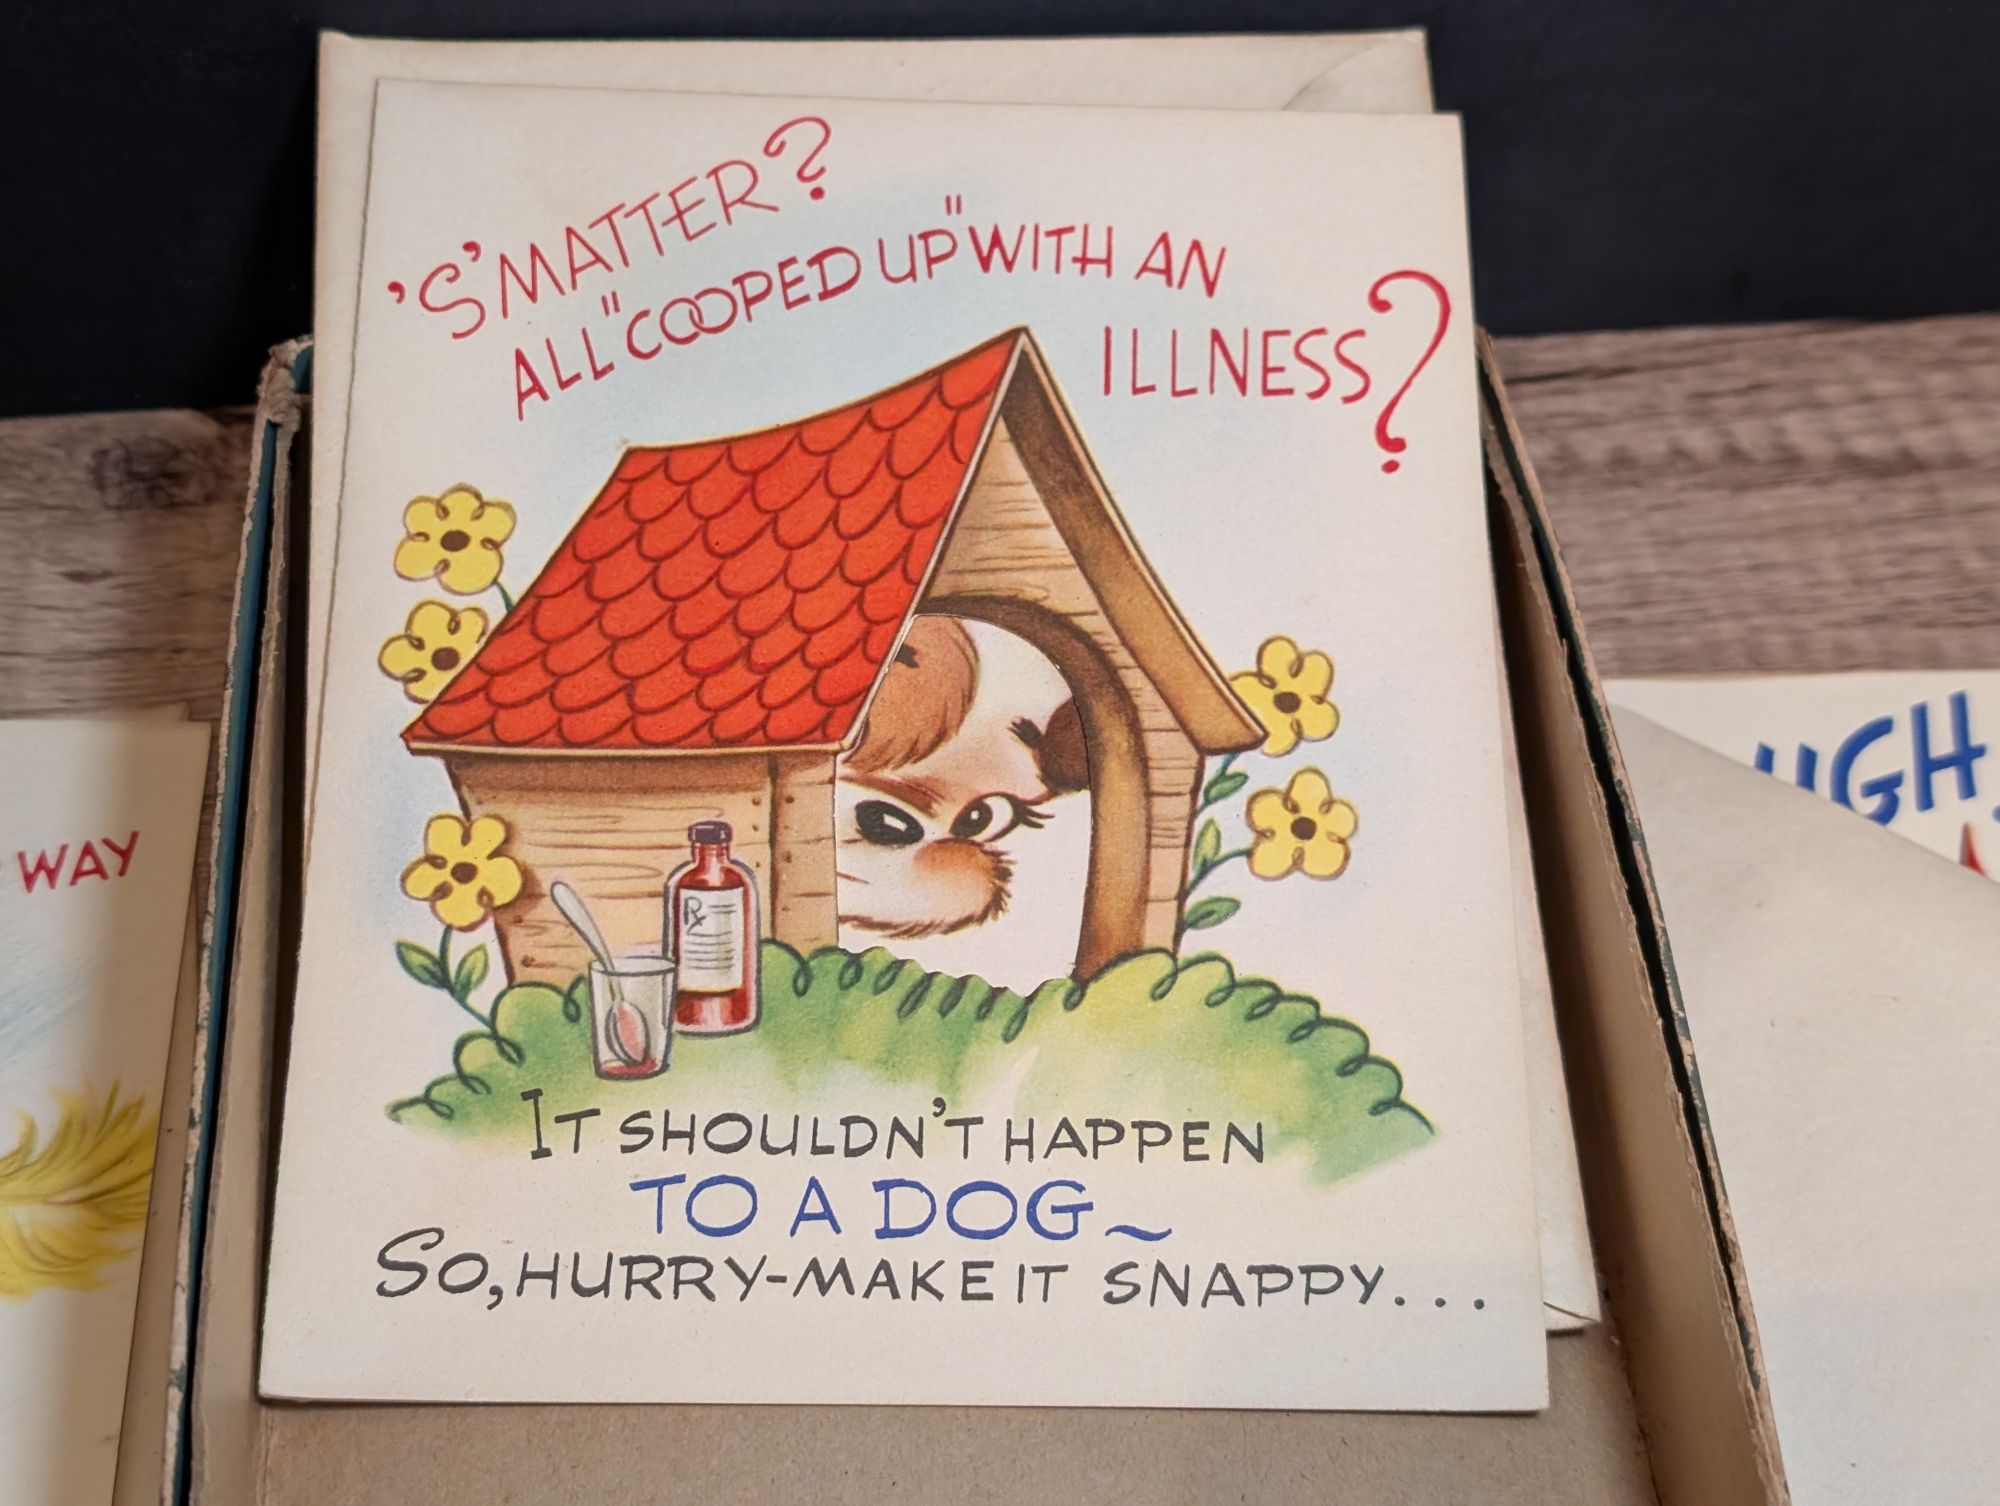 'S'MATTER?
ALL "COOPED UP" WITH AN
ILLNESS?
Rx
IT SHOULDN'T HAPPEN
TO A DOG~
SO, HURRY-MAKE IT SNAPPY...
WAY
UGH